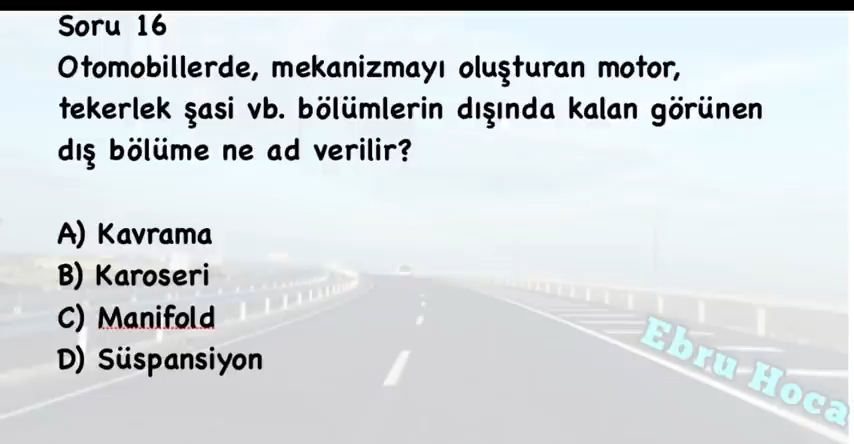 Soru 16
Otomobillerde, mekanizmayı oluşturan motor,
tekerlek şasi vb. bölümlerin dışında kalan görünen
dış bölüme ne ad verilir?
A) Kavrama
B) Karoseri
C) Manifold
D) Süspansiyon
Ebru Hoca